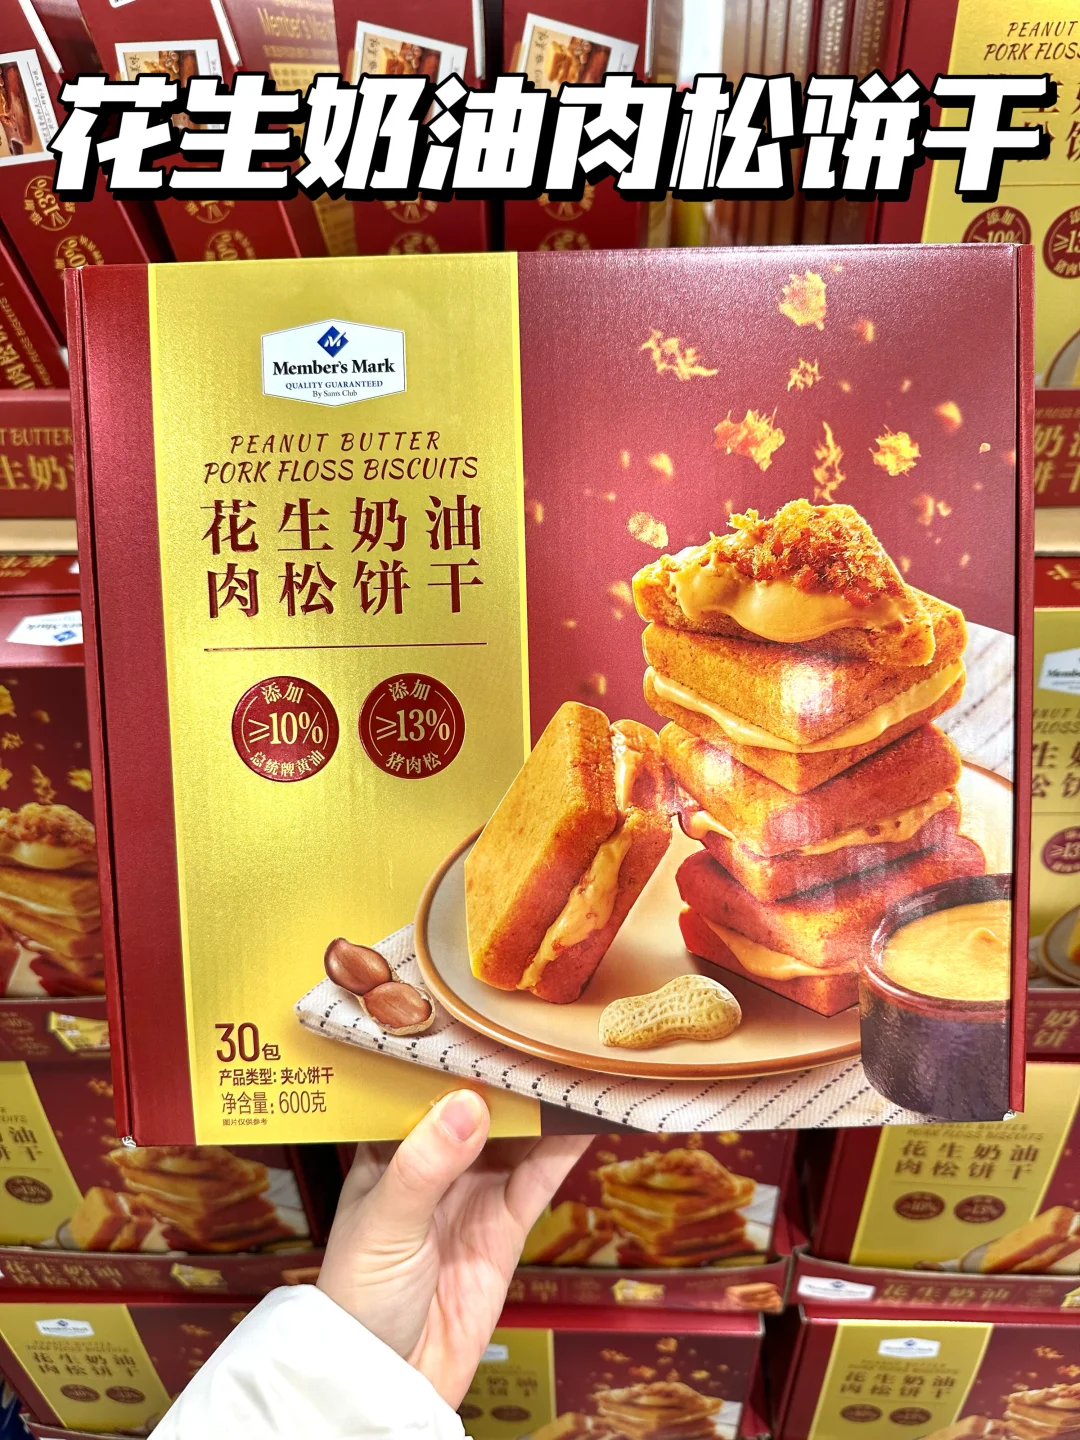 花生奶油肉松饼干
Member's Mark
QUALITY GUARANTEED
By Sam's Club
PEANUT BUTTER
PORK FLOSS BISCUITS
花生奶油
肉松饼干
添加
≥10%
总统牌黄油
添加
≥13%
猪肉松
30包
产品类型:夹心饼干
净含量:600克
图片仅供参考